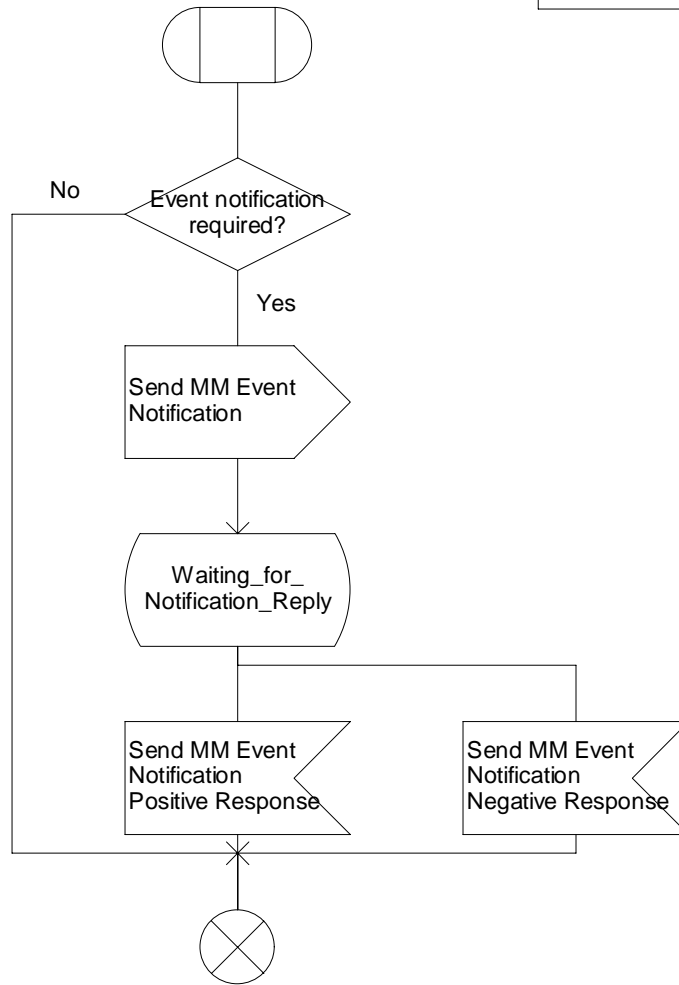 No
Event notification
required?
Yes
Send MM Event
Notification
Waiting_for_
Notification_Reply
Send MM Event
Notification
Positive Response
Send MM Event
Notification
Negative Response